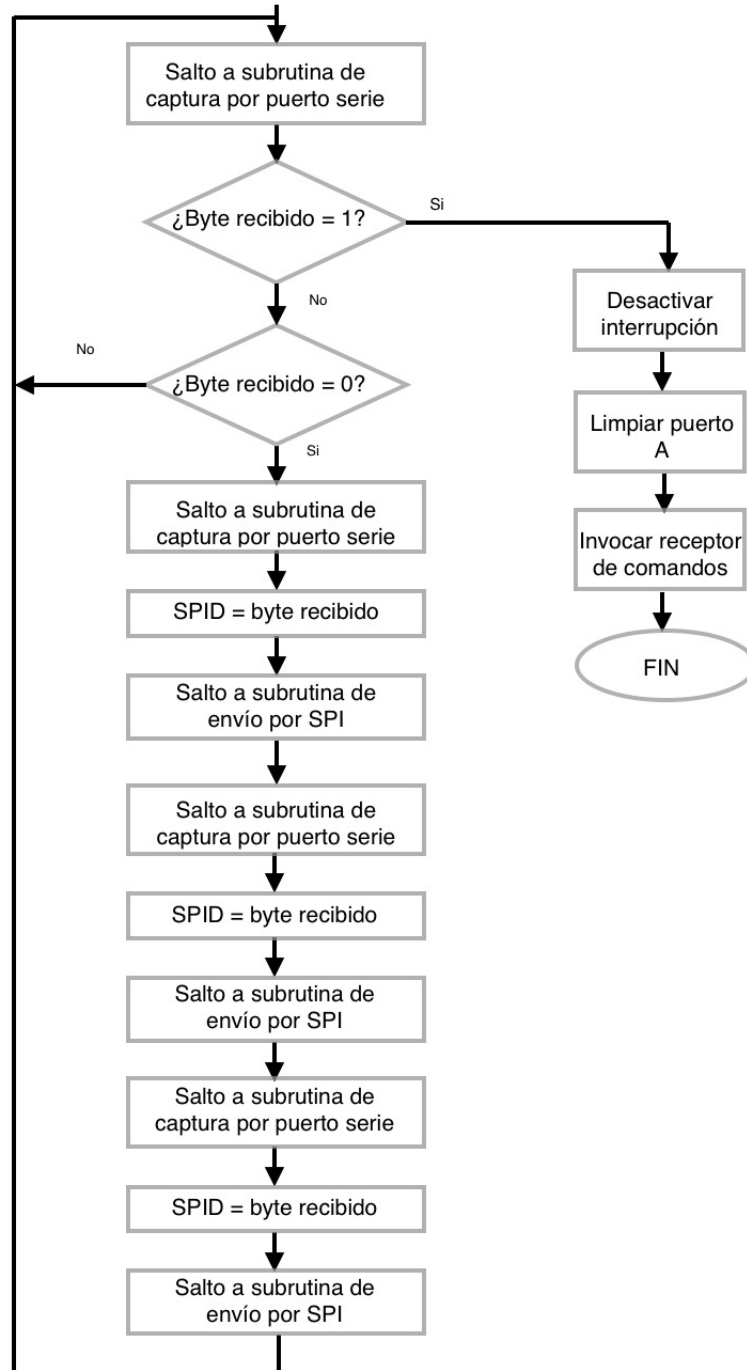 Salto a subrutina de
captura por puerto serie
¿Byte recibido = 1?
Si
No
Desactivar
interrupción
No
¿Byte recibido = 0?
Si
Limpiar puerto
A
Salto a subrutina de
captura por puerto serie
Invocar receptor
de comandos
SPID = byte recibido
FIN
Salto a subrutina de
envío por SPI
Salto a subrutina de
captura por puerto serie
SPID = byte recibido
Salto a subrutina de
envío por SPI
Salto a subrutina de
captura por puerto serie
SPID = byte recibido
Salto a subrutina de
envío por SPI